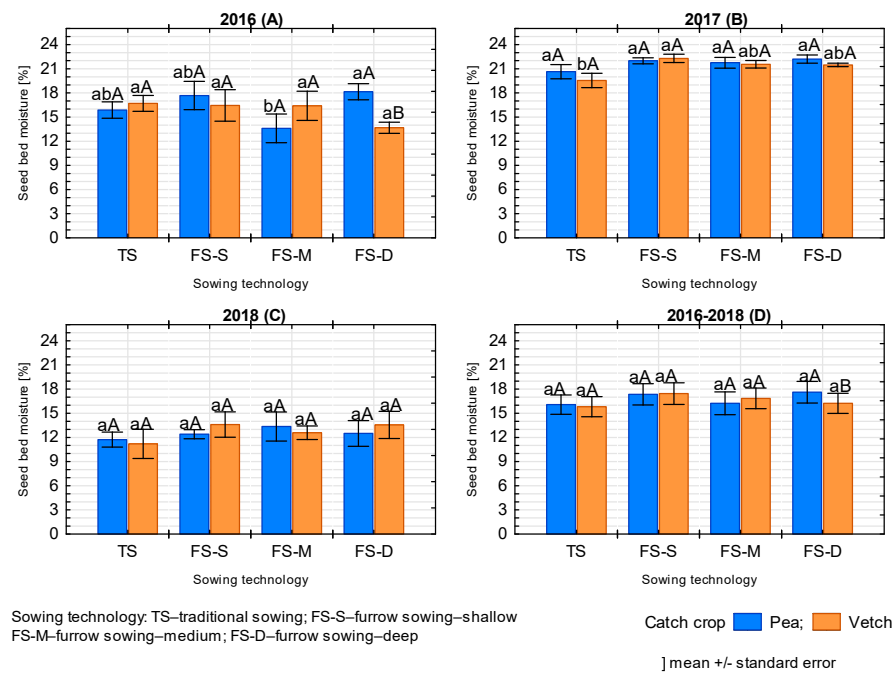 2016 (A)
Seed bed moisture [%]
24
21
18
15
12
9
6
3
0
abA aA abA aA bA aA aA aB
TS FS-S FS-M FS-D
Sowing technology
2017 (B)
Seed bed moisture [%]
24
21
18
15
12
9
6
3
0
aA bA aA aA aA abA aA abA
TS FS-S FS-M FS-D
Sowing technology
2018 (C)
Seed bed moisture [%]
24
21
18
15
12
9
6
3
0
aA aA aA aA aA aA aA aA
TS FS-S FS-M FS-D
Sowing technology
2016-2018 (D)
Seed bed moisture [%]
24
21
18
15
12
9
6
3
0
aA aA aA aA aA aA aA aB
TS FS-S FS-M FS-D
Sowing technology
Sowing technology: TS–traditional sowing; FS-S–furrow sowing–shallow
FS-M–furrow sowing–medium; FS-D–furrow sowing–deep
Catch crop Pea; Vetch
] mean +/- standard error